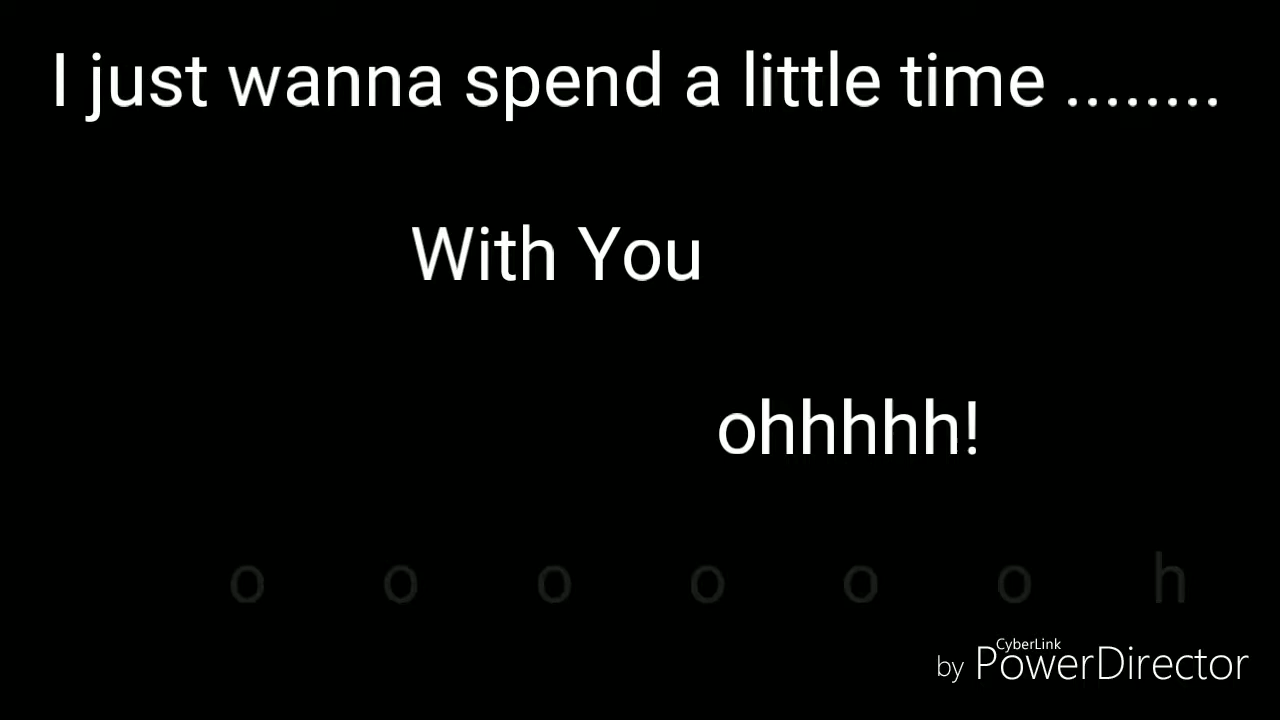 I just wanna spend a little time ........
With You
ohhhhh!
o o o o o o h
CyberLink
by PowerDirector